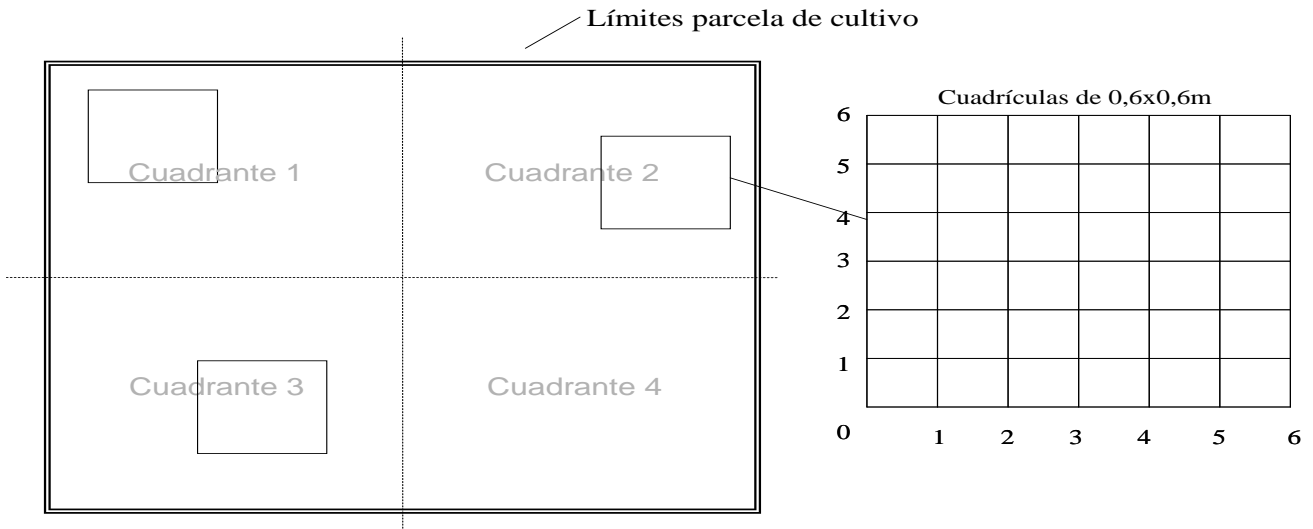 Límites parcela de cultivo
Cuadrante 1
Cuadrante 2
Cuadrante 3
Cuadrante 4
Cuadrículas de 0,6x0,6m
6
5
4
3
2
1
0
1 2 3 4 5 6